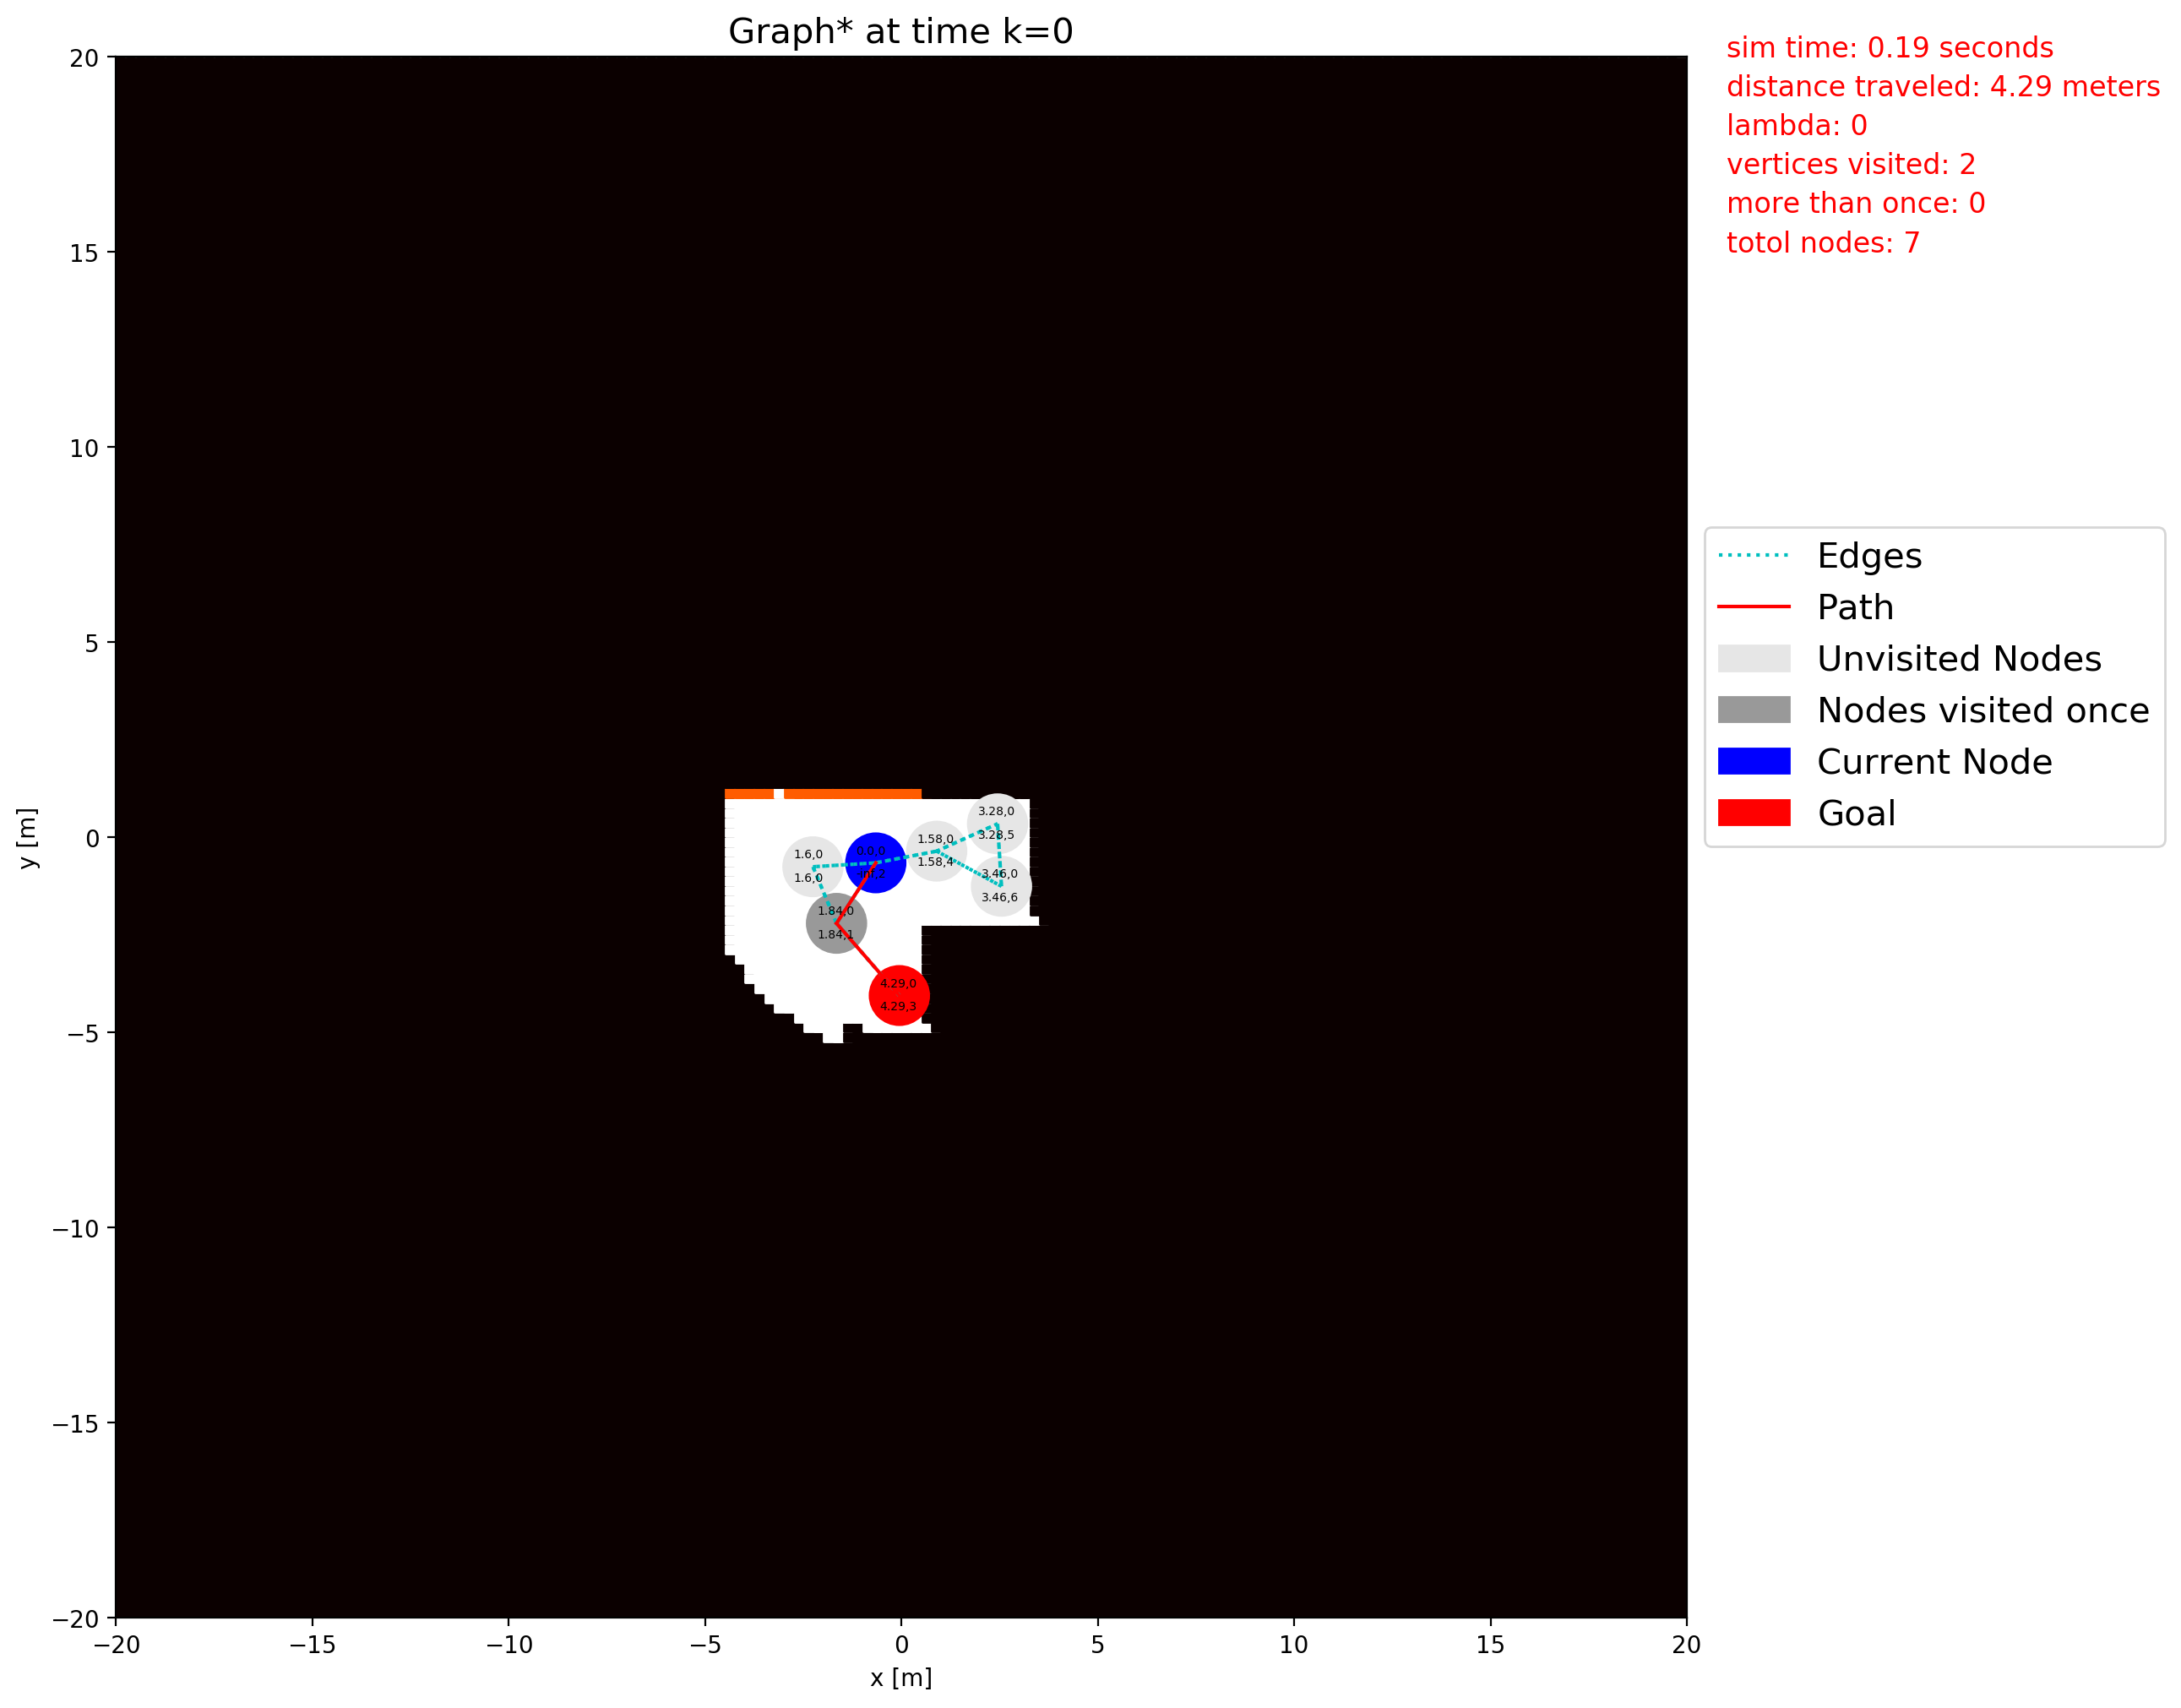 Graph* at time k=0
sim time: 0.19 seconds
distance traveled: 4.29 meters
lambda: 0
vertices visited: 2
more than once: 0
totol nodes: 7
20
15
10
5
0
−5
−10
−15
−20
y [m]
3.28,0
3.28,5
1.58,0
1.58,4
0.0,0
1.6,0
1.6,0
3.46,0
3.46,6
1.84,0
1.84,1
4.29,0
4.29,3
Edges
Path
Unvisited Nodes
Nodes visited once
Current Node
Goal
−20 −15 −10 −5 0 5 10 15 20
x [m]